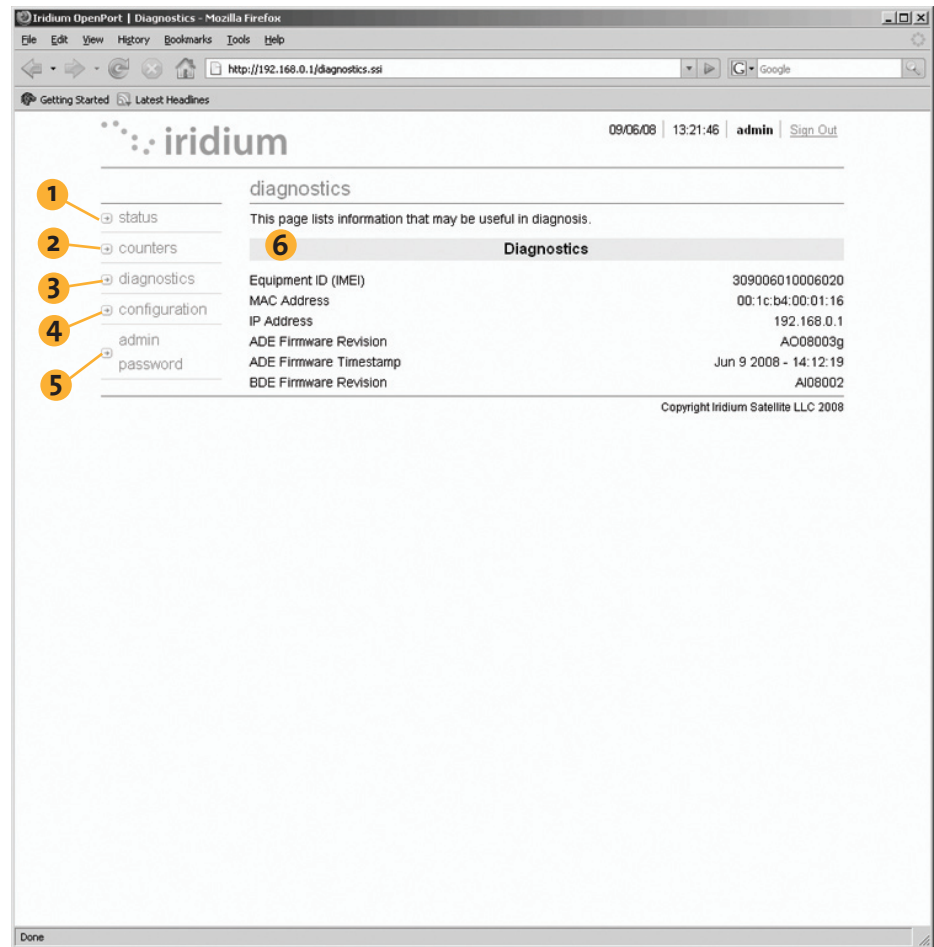 Iridium OpenPort | Diagnostics - Mozilla Firefox
File Edit View History Bookmarks Tools Help
http://192.168.0.1/diagnostics.ssi
G Google
Getting Started Latest Headlines
iridium
09/06/08 13:21:46 admin Sign Out
diagnostics
This page lists information that may be useful in diagnosis.
1
status
2
counters
3
diagnostics
4
configuration
5
admin
password
6
Diagnostics
Equipment ID (IMEI) 309006010006020
MAC Address 00:1c:b4:00:01:16
IP Address 192.168.0.1
ADE Firmware Revision AO08003g
ADE Firmware Timestamp Jun 9 2008 - 14:12:19
BDE Firmware Revision AI08002
Copyright Iridium Satellite LLC 2008
Done